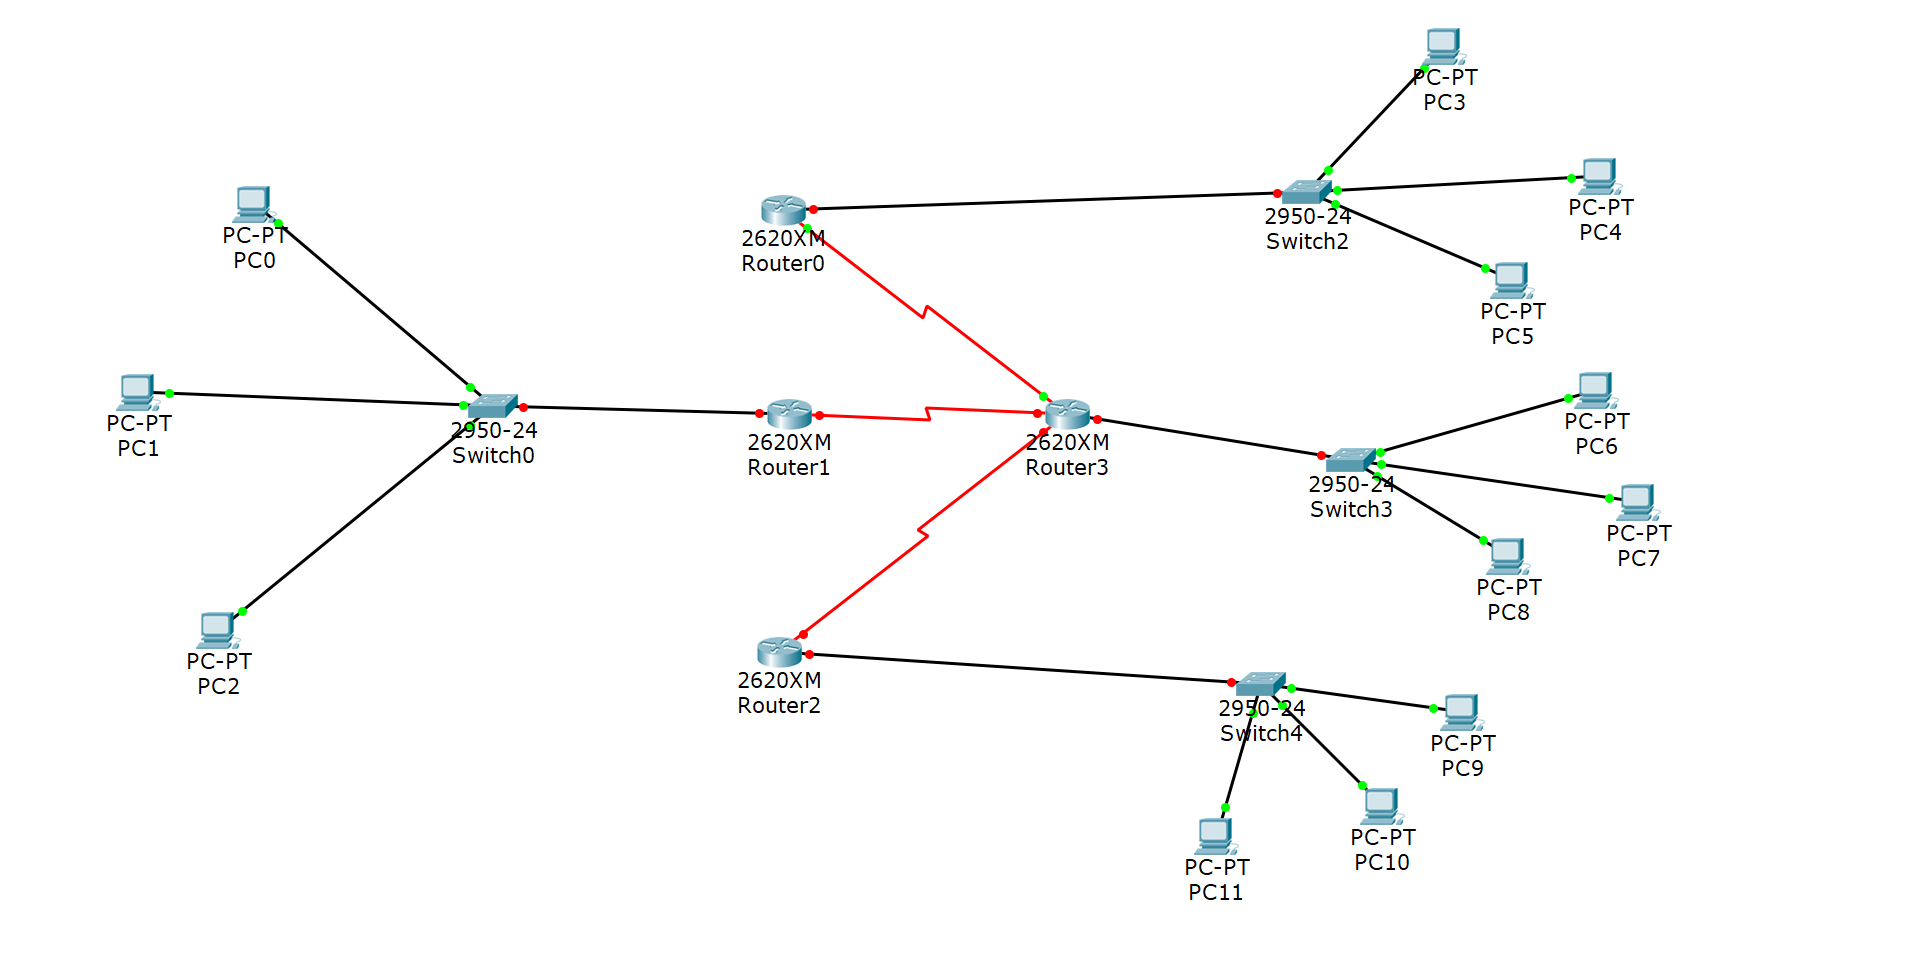 PC-PT
PC3
PC-PT
PC4
PC-PT
PC0
2620XM
Router0
2950-24
Switch2
PC-PT
PC5
PC-PT
PC1
2950-24
Switch0
2620XM
Router1
2620XM
Router3
PC-PT
PC6
2950-24
Switch3
PC-PT
PC7
PC-PT
PC8
PC-PT
PC2
2620XM
Router2
2950-24
Switch4
PC-PT
PC9
PC-PT
PC10
PC-PT
PC11